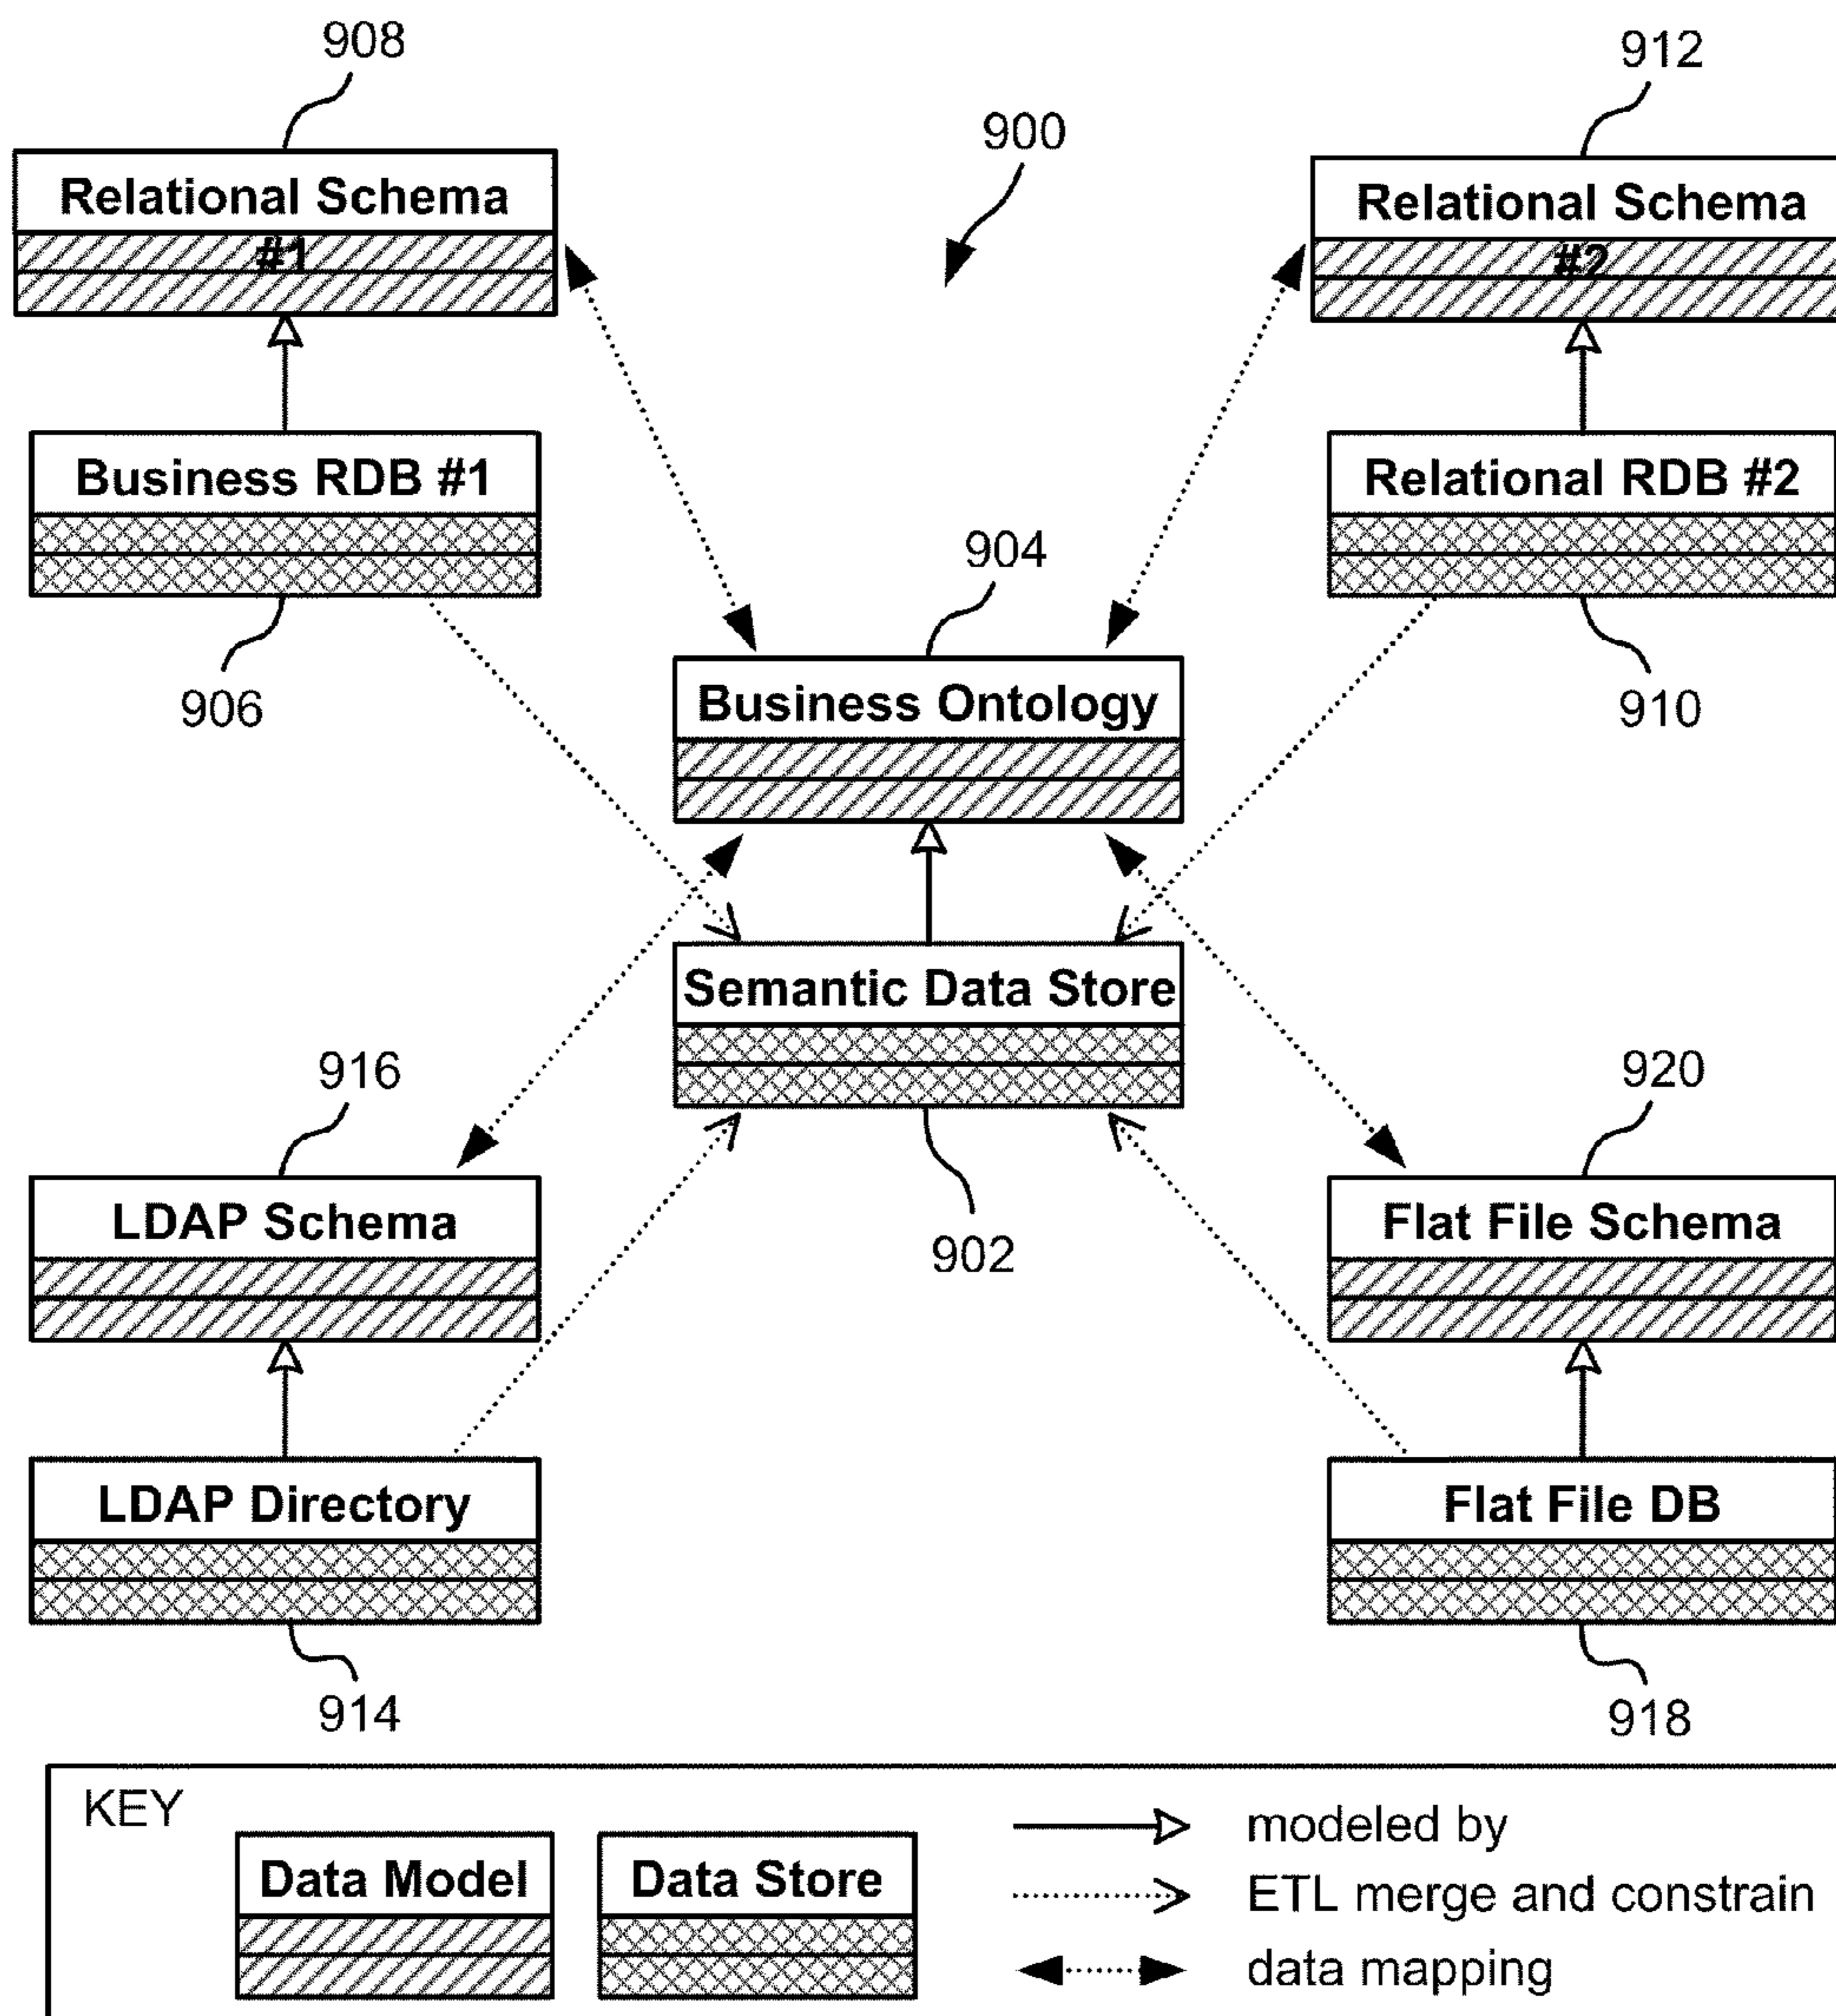 908
912
900
Relational Schema
#1
Relational Schema
#2
Business RDB #1
Relational RDB #2
904
906
910
Business Ontology
Semantic Data Store
916
920
LDAP Schema
Flat File Schema
902
LDAP Directory
Flat File DB
914
918
KEY
Data Model
Data Store
modeled by
ETL merge and constrain
data mapping